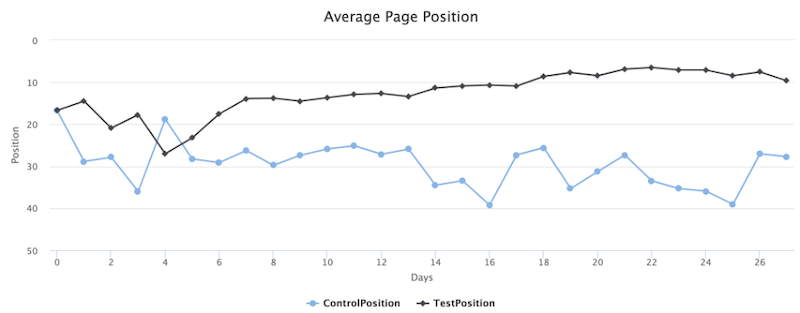 Average Page Position
0
10
20
30
40
50
Position
0 2 4 6 8 10 12 14 16 18 20 22 24 26
Days
ControlPosition TestPosition